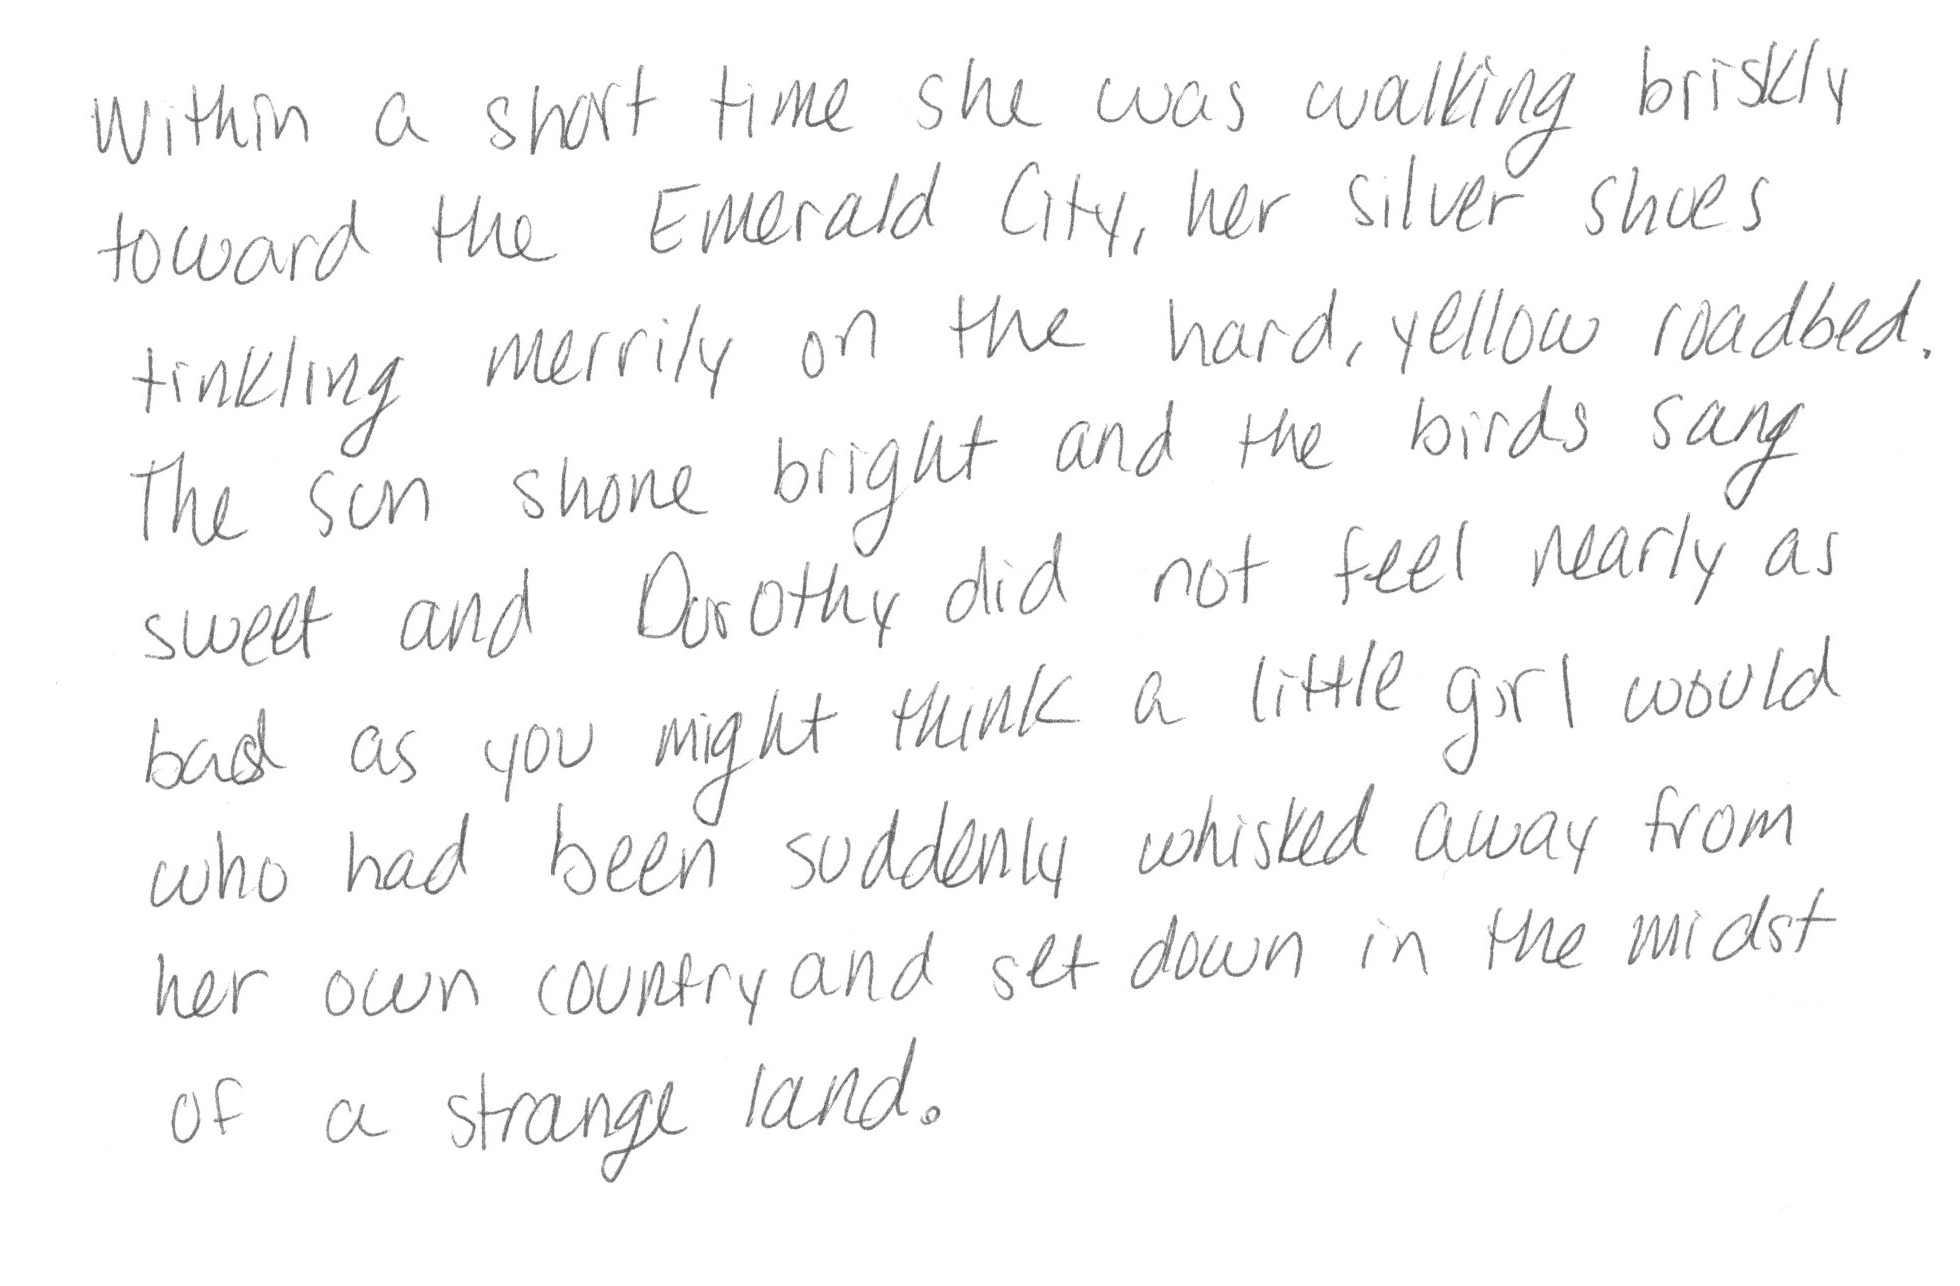 Within a short time she was walking briskly
toward the Emerald City, her silver shoes
tinkling merrily on the hard, yellow roadbed.
The sun shone bright and the birds sang
sweet and Dorothy did not feel nearly as
bad as you might think a little girl would
who had been suddenly whisked away from
her own country and set down in the midst
of a strange land.